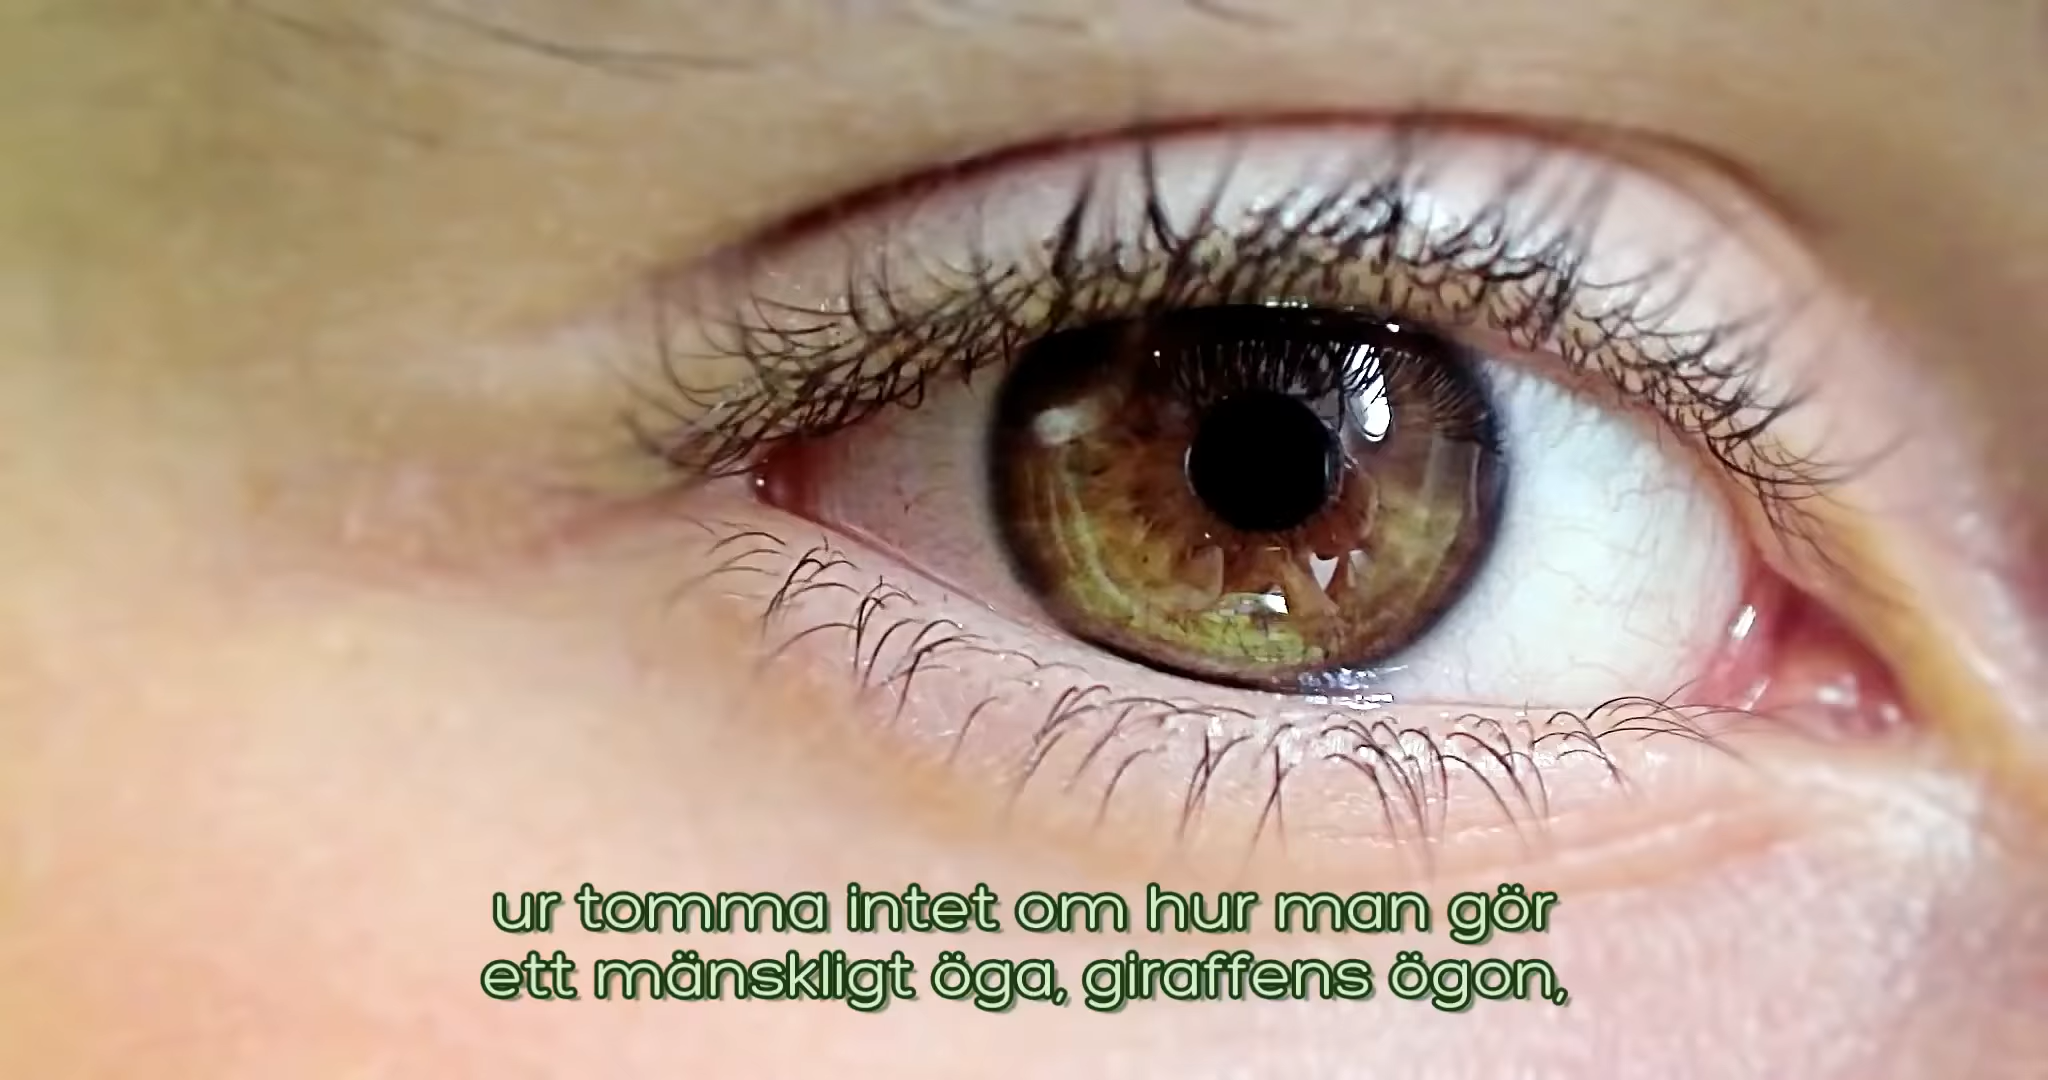 ur tomma intet om hur man gör
ett mänskligt öga, giraffens ögon,